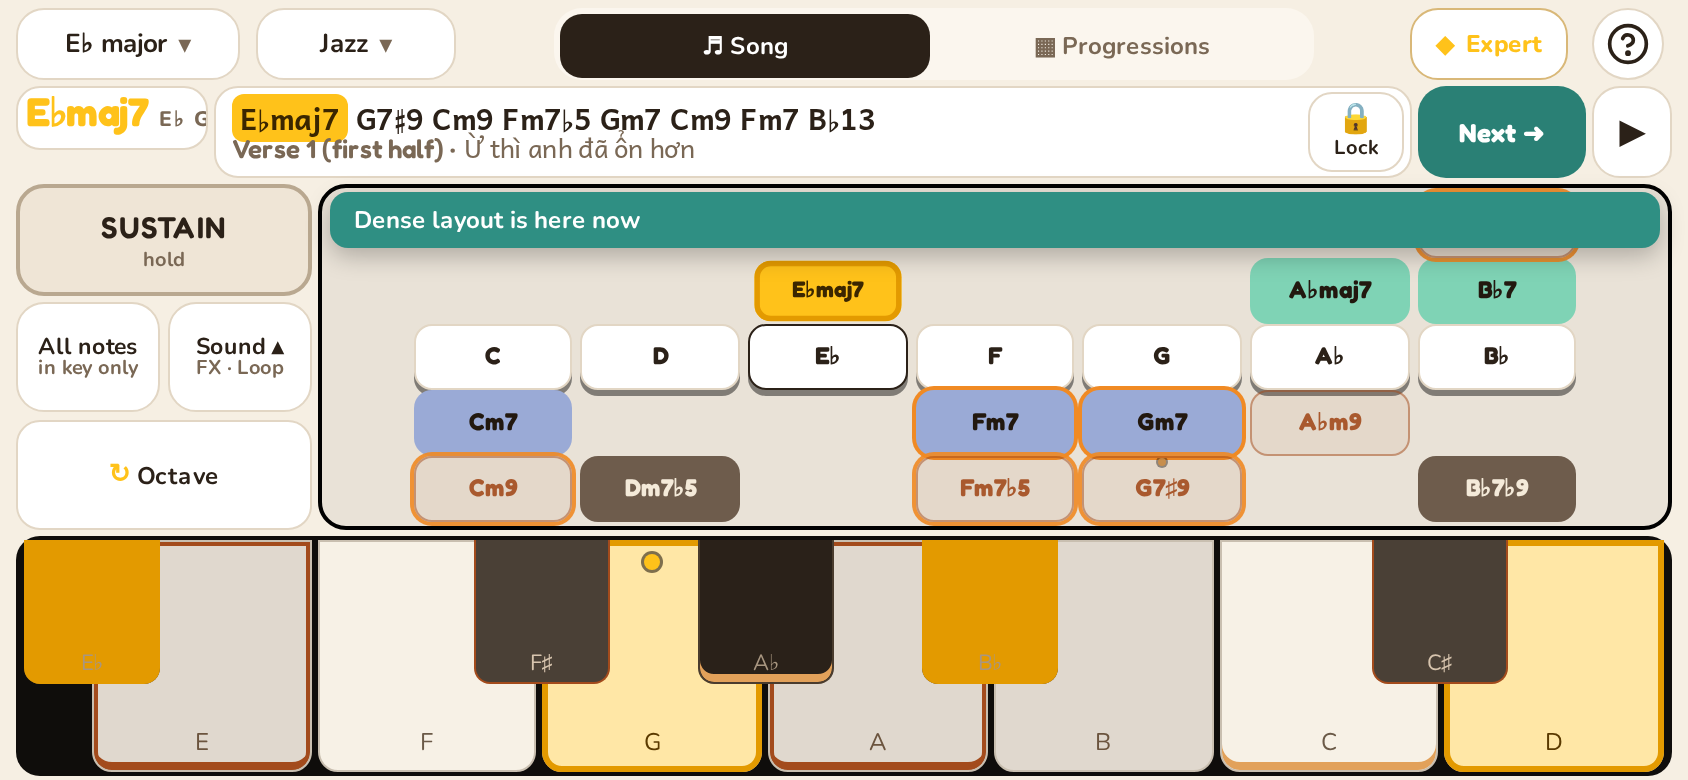 E♭ major ▾
Jazz ▾
♬ Song
▦ Progressions
◆ Expert
?
E♭maj7 E♭ G
E♭maj7 G7♯9 Cm9 Fm7♭5 Gm7 Cm9 Fm7 B♭13
Verse 1 (first half) · Ừ thì anh đã ổn hơn
🔒
Lock
Next ➜
▶
SUSTAIN
hold
Dense layout is here now
E♭maj7 A♭maj7 B♭7
All notes
in key only
Sound ▴
FX · Loop
C D E♭ F G A♭ B♭
Cm7 Fm7 Gm7 A♭m9
↻ Octave
Cm9 Dm7♭5 Fm7♭5 G7♯9 B♭7♭9
E♭ F♯ A♭ B♭ C♯
E F G A B C D